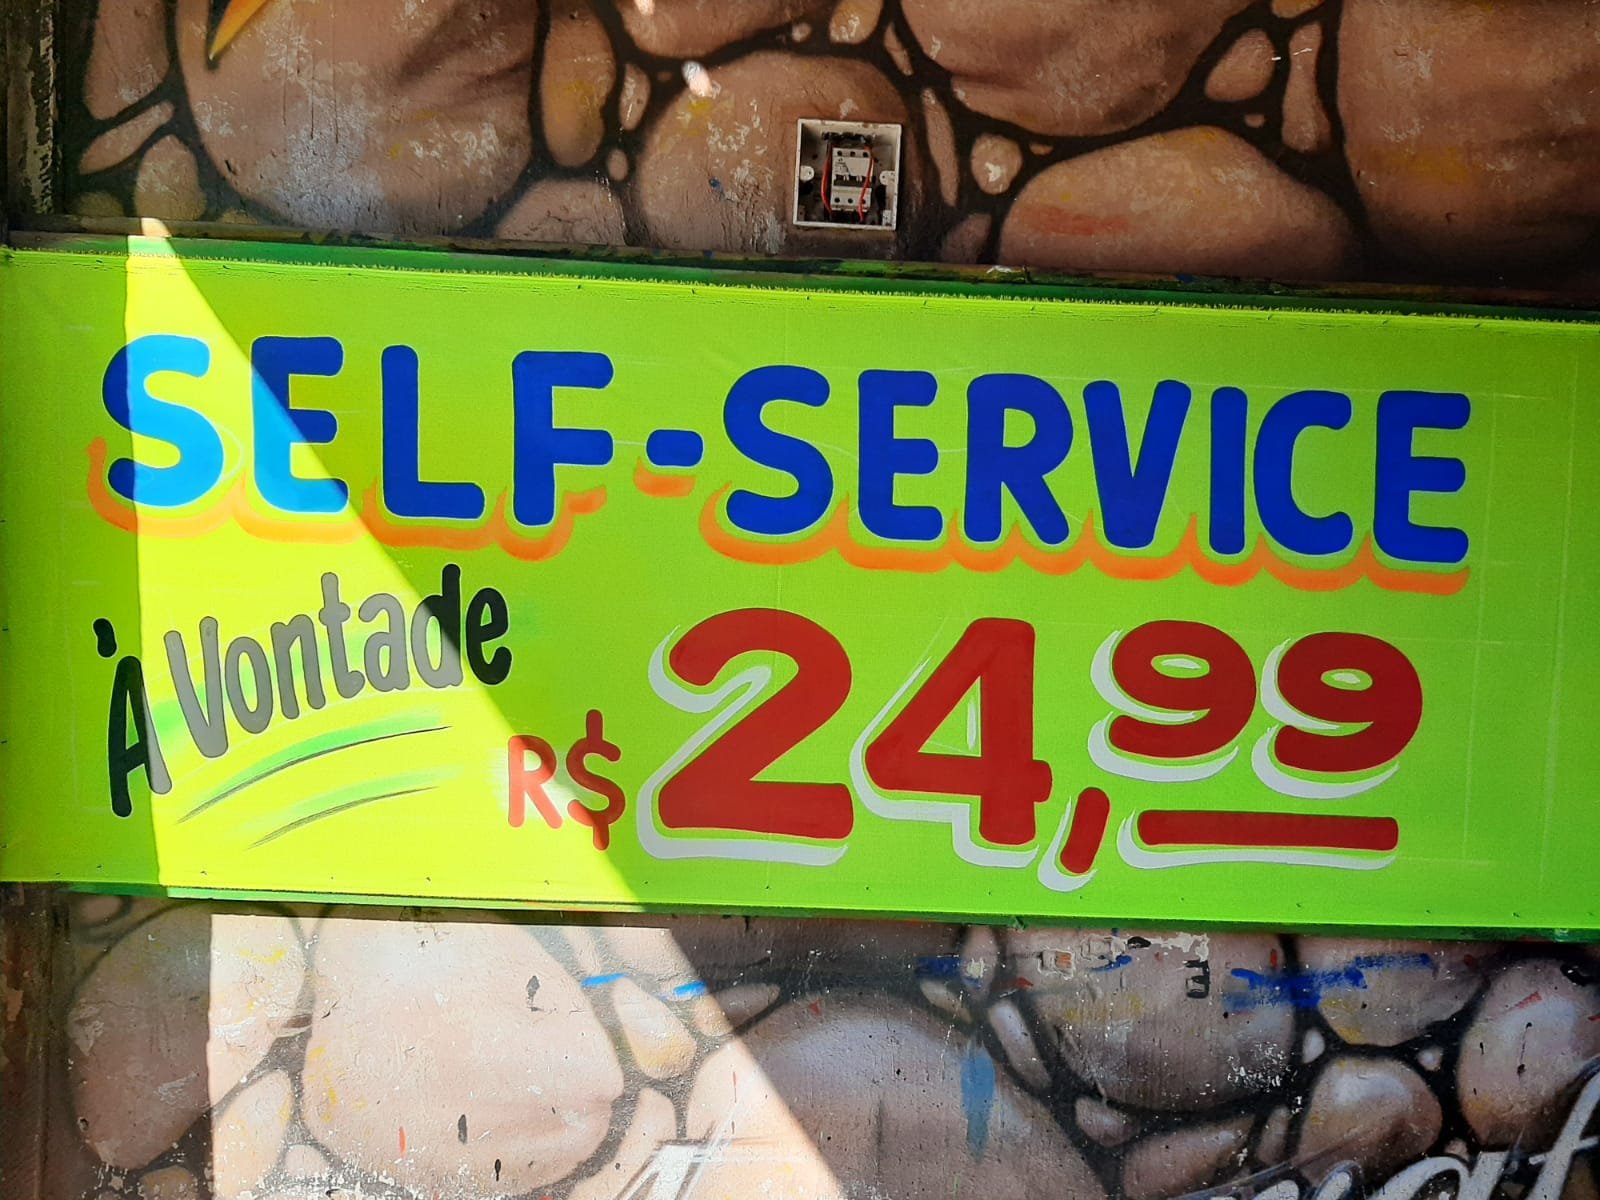 SELF-SERVICE
À Vontade
R$ 24,99